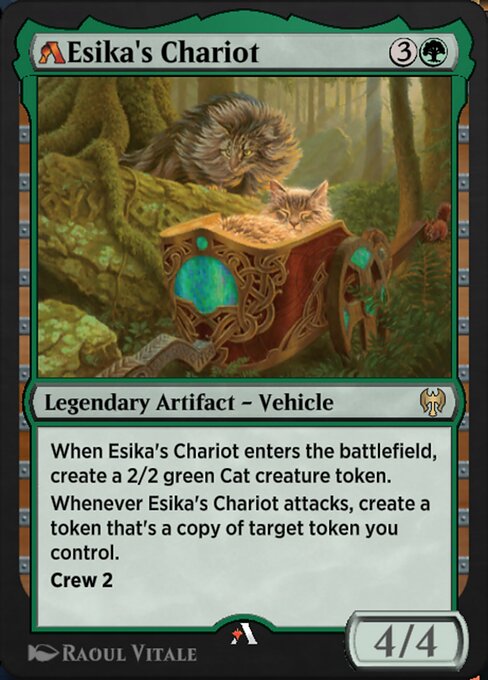 Esika's Chariot 3
Legendary Artifact – Vehicle
When Esika's Chariot enters the battlefield,
create a 2/2 green Cat creature token.
Whenever Esika's Chariot attacks, create a
token that's a copy of target token you
control.
Crew 2
4/4
Raoul Vitale